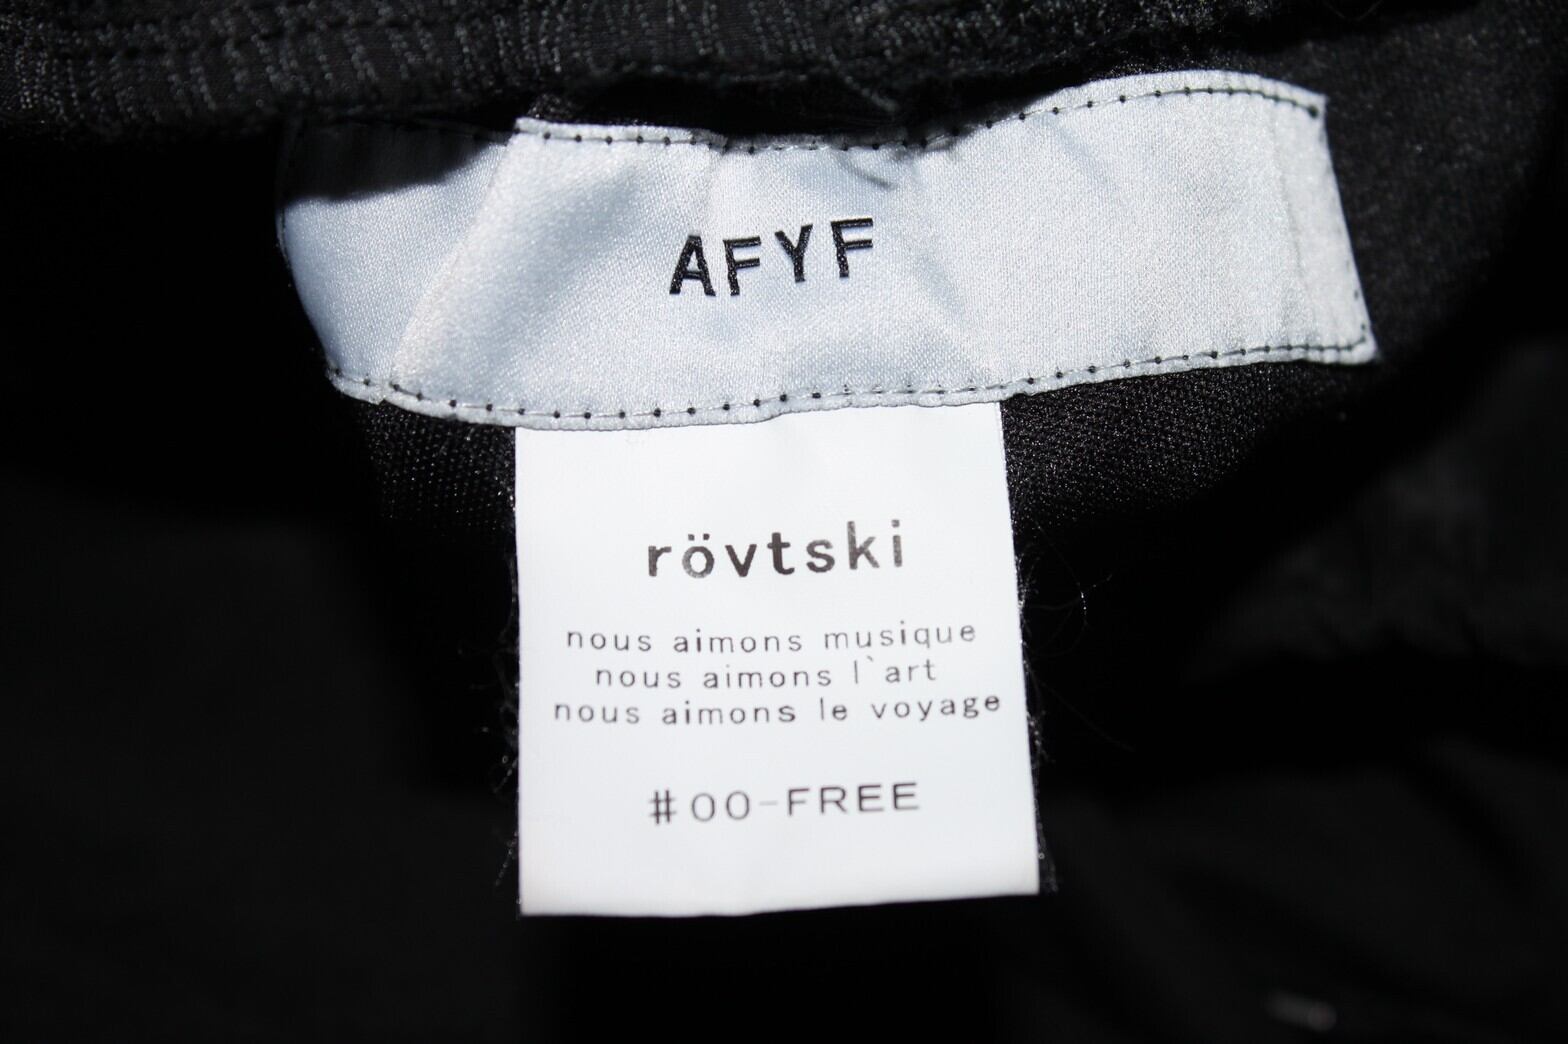 AFYF
rövtski
nous aimons musique
nous aimons l`art
nous aimons le voyage
#00-FREE